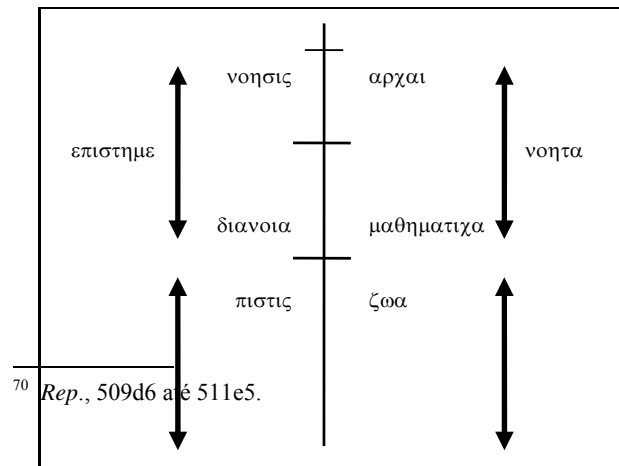 νοησις αρχαι
επιστημε νοητα
διανοια μαθηματιχα
πιστις ζωα
70 Rep., 509d6 até 511e5.